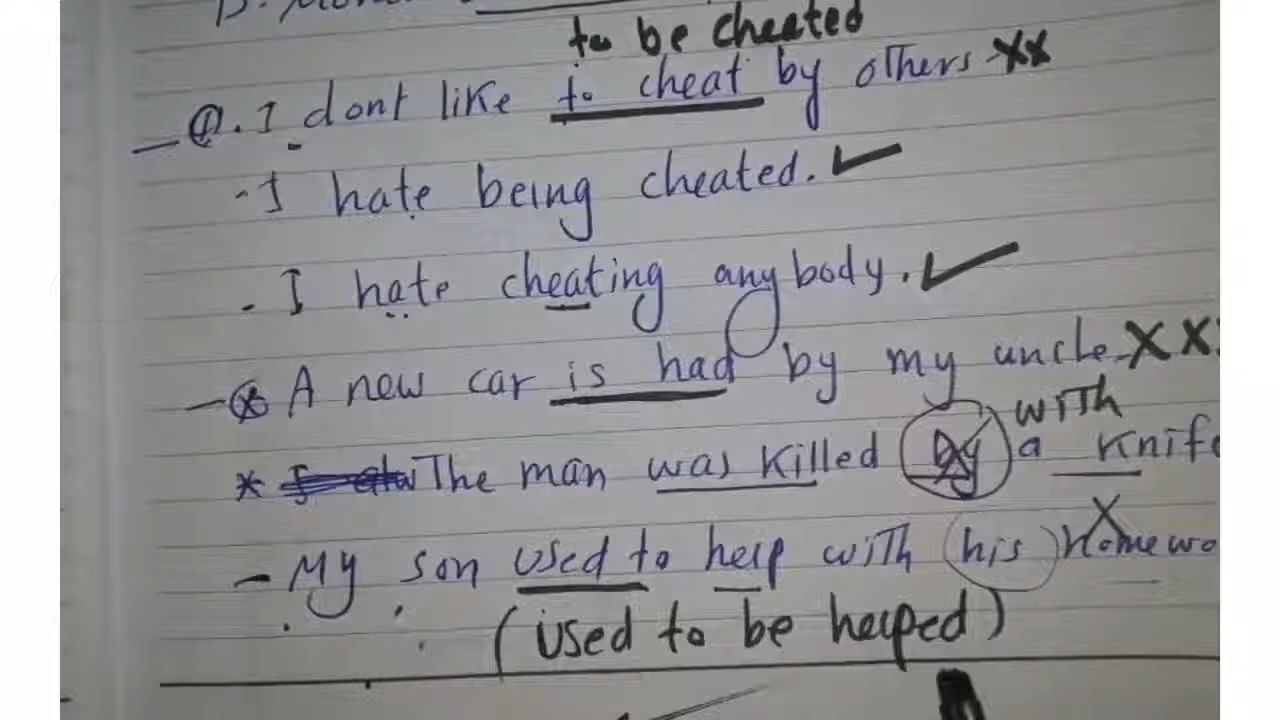 to be cheated
I dont like to cheat by others xx
- I hate being cheated. ✓
- I hate cheating anybody. ✓
A new car is had by my uncle xx
with
* The man was killed by a
- My son used to help with (his)
(used to be helped)